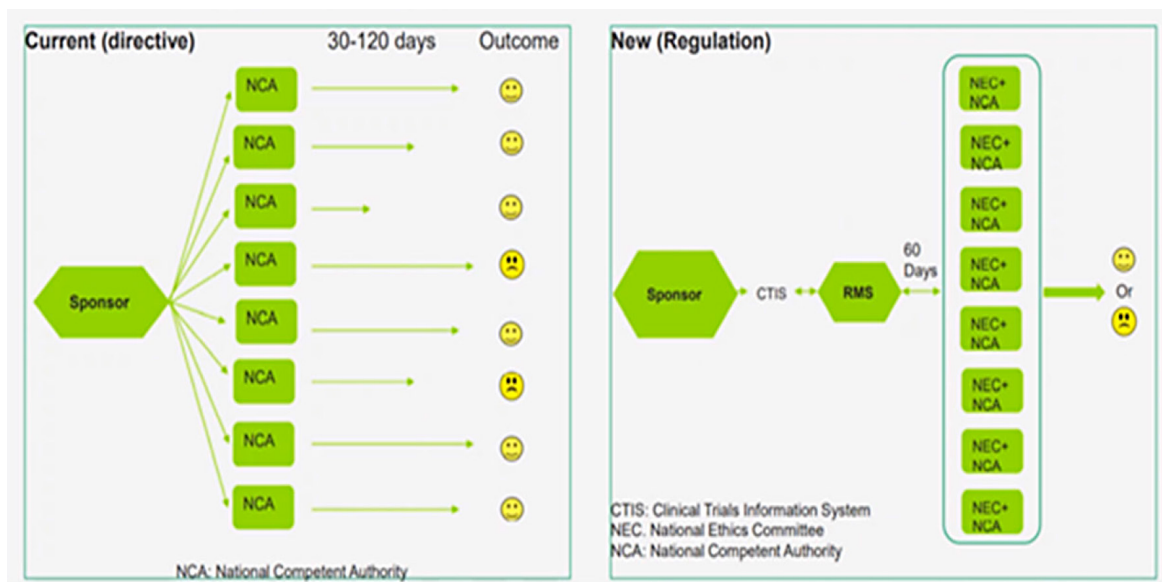 Current (directive) 30-120 days Outcome
NCA
NCA
NCA
NCA
NCA
NCA
NCA
NCA
Sponsor
NCA: National Competent Authority
New (Regulation)
Sponsor
CTIS
RMS
60
Days
NEC+
NCA
NEC+
NCA
NEC+
NCA
NEC+
NCA
NEC+
NCA
NEC+
NCA
NEC+
NCA
NEC+
NCA
Or
CTIS: Clinical Trials Information System
NEC. National Ethics Committee
NCA: National Competent Authority